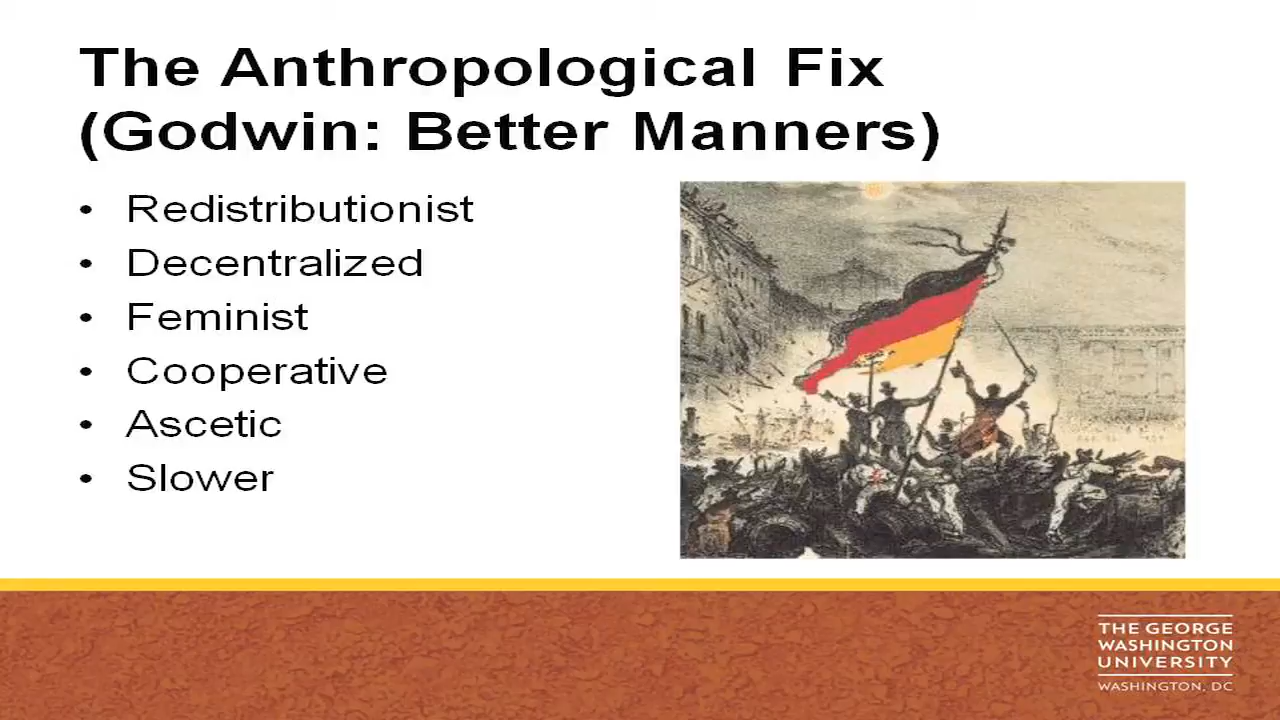 The Anthropological Fix
(Godwin: Better Manners)
• Redistributionist
• Decentralized
• Feminist
• Cooperative
• Ascetic
• Slower
THE GEORGE
WASHINGTON
UNIVERSITY
WASHINGTON, DC